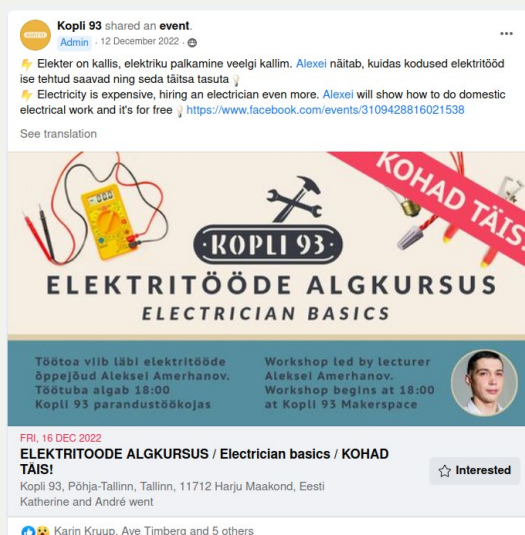 Kopli 93 shared an event.
Admin · 12 December 2022 ·
Elekter on kallis, elektriku palkamine veelgi kallim. Alexei näitab, kuidas kodused elektritööd
ise tehtud saavad ning seda täitsa tasuta
Electricity is expensive, hiring an electrician even more. Alexei will show how to do domestic
electrical work and it's for free https://www.facebook.com/events/3109428816021538
See translation
KOHAD TÄIS!
KOPLI 93
ELEKTRITÖÖDE ALGKURSUS
ELECTRICIAN BASICS
Töötoa viib läbi elektritööde
õppejõud Aleksei Amerhanov.
Töötuba algab 18:00
Kopli 93 parandustöökojas
Workshop led by lecturer
Aleksei Amerhanov.
Workshop begins at 18:00
at Kopli 93 Makerspace
FRI, 16 DEC 2022
ELEKTRITOODE ALGKURSUS / Electrician basics / KOHAD
TÄIS!
Kopli 93, Põhja-Tallinn, Tallinn, 11712 Harju Maakond, Eesti
Katherine and André went
Interested
Karin Kruup, Ave Timberg and 5 others